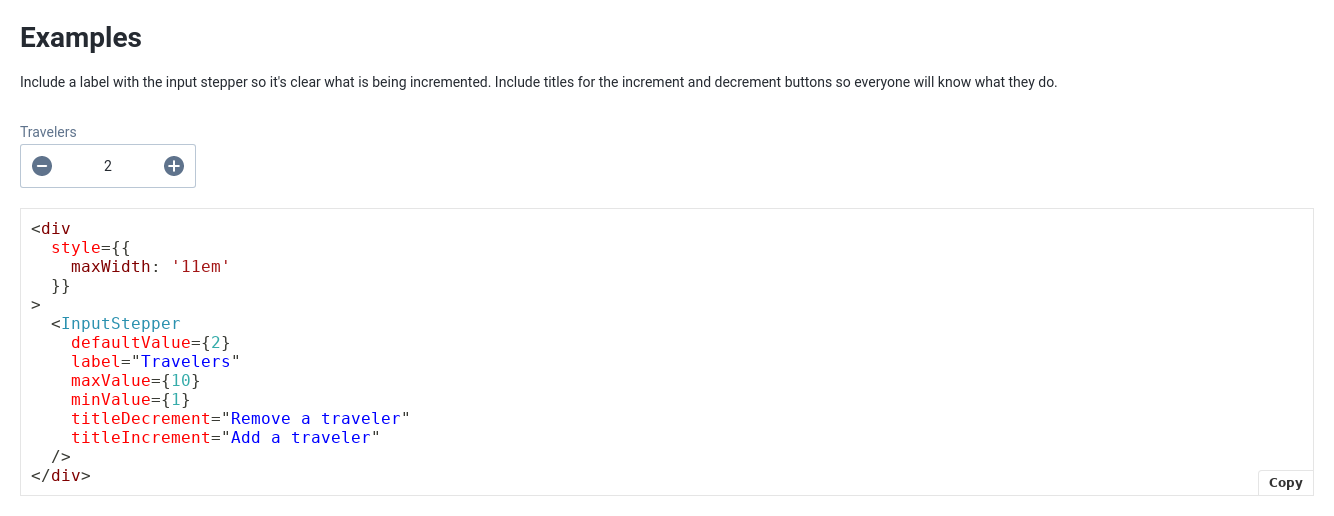 Examples
Include a label with the input stepper so it's clear what is being incremented. Include titles for the increment and decrement buttons so everyone will know what they do.
Travelers
2
<div
  style={{
    maxWidth: '11em'
  }}
>
  <InputStepper
    defaultValue={2}
    label="Travelers"
    maxValue={10}
    minValue={1}
    titleDecrement="Remove a traveler"
    titleIncrement="Add a traveler"
  />
</div>
Copy